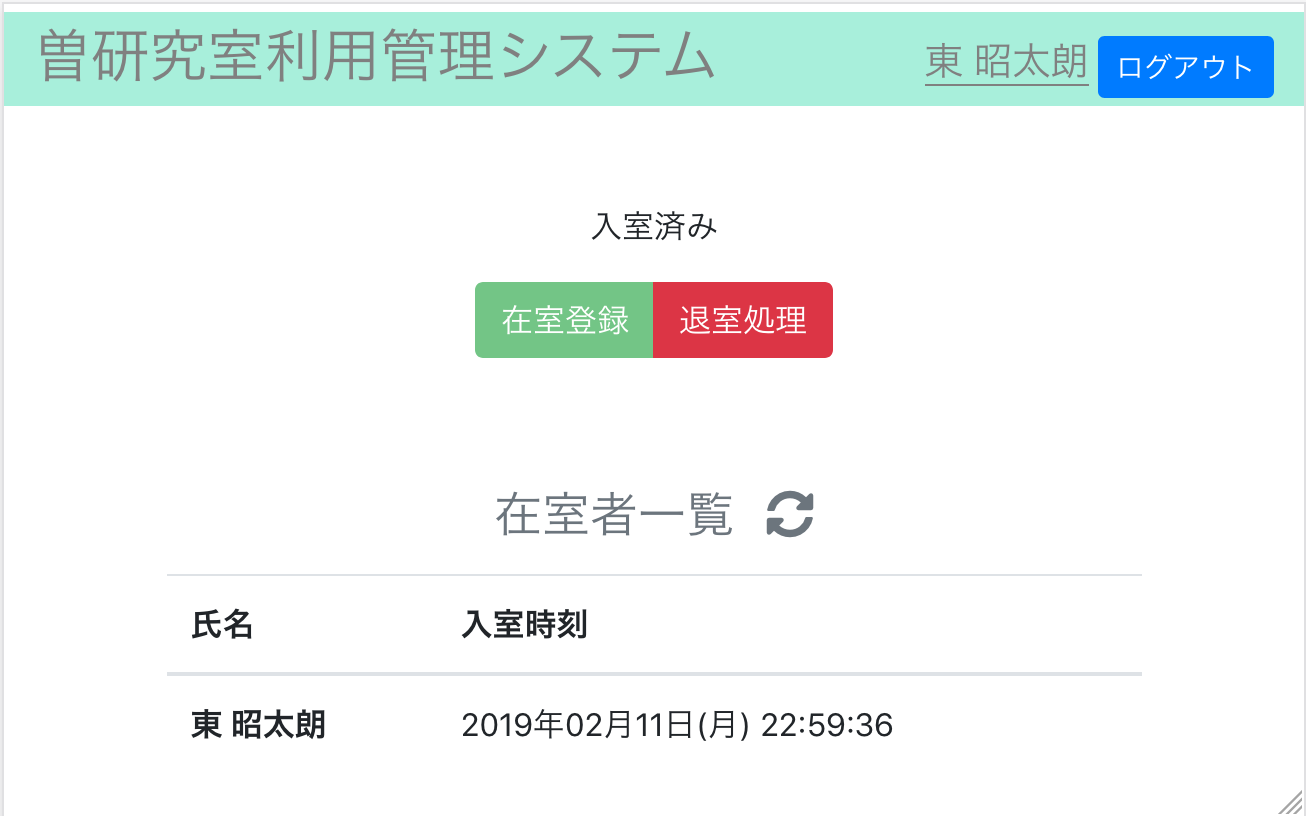 曽研究室利用管理システム
東 昭太朗 ログアウト
入室済み
在室登録 退室処理
在室者一覧
氏名 入室時刻
東 昭太朗 2019年02月11日(月) 22:59:36